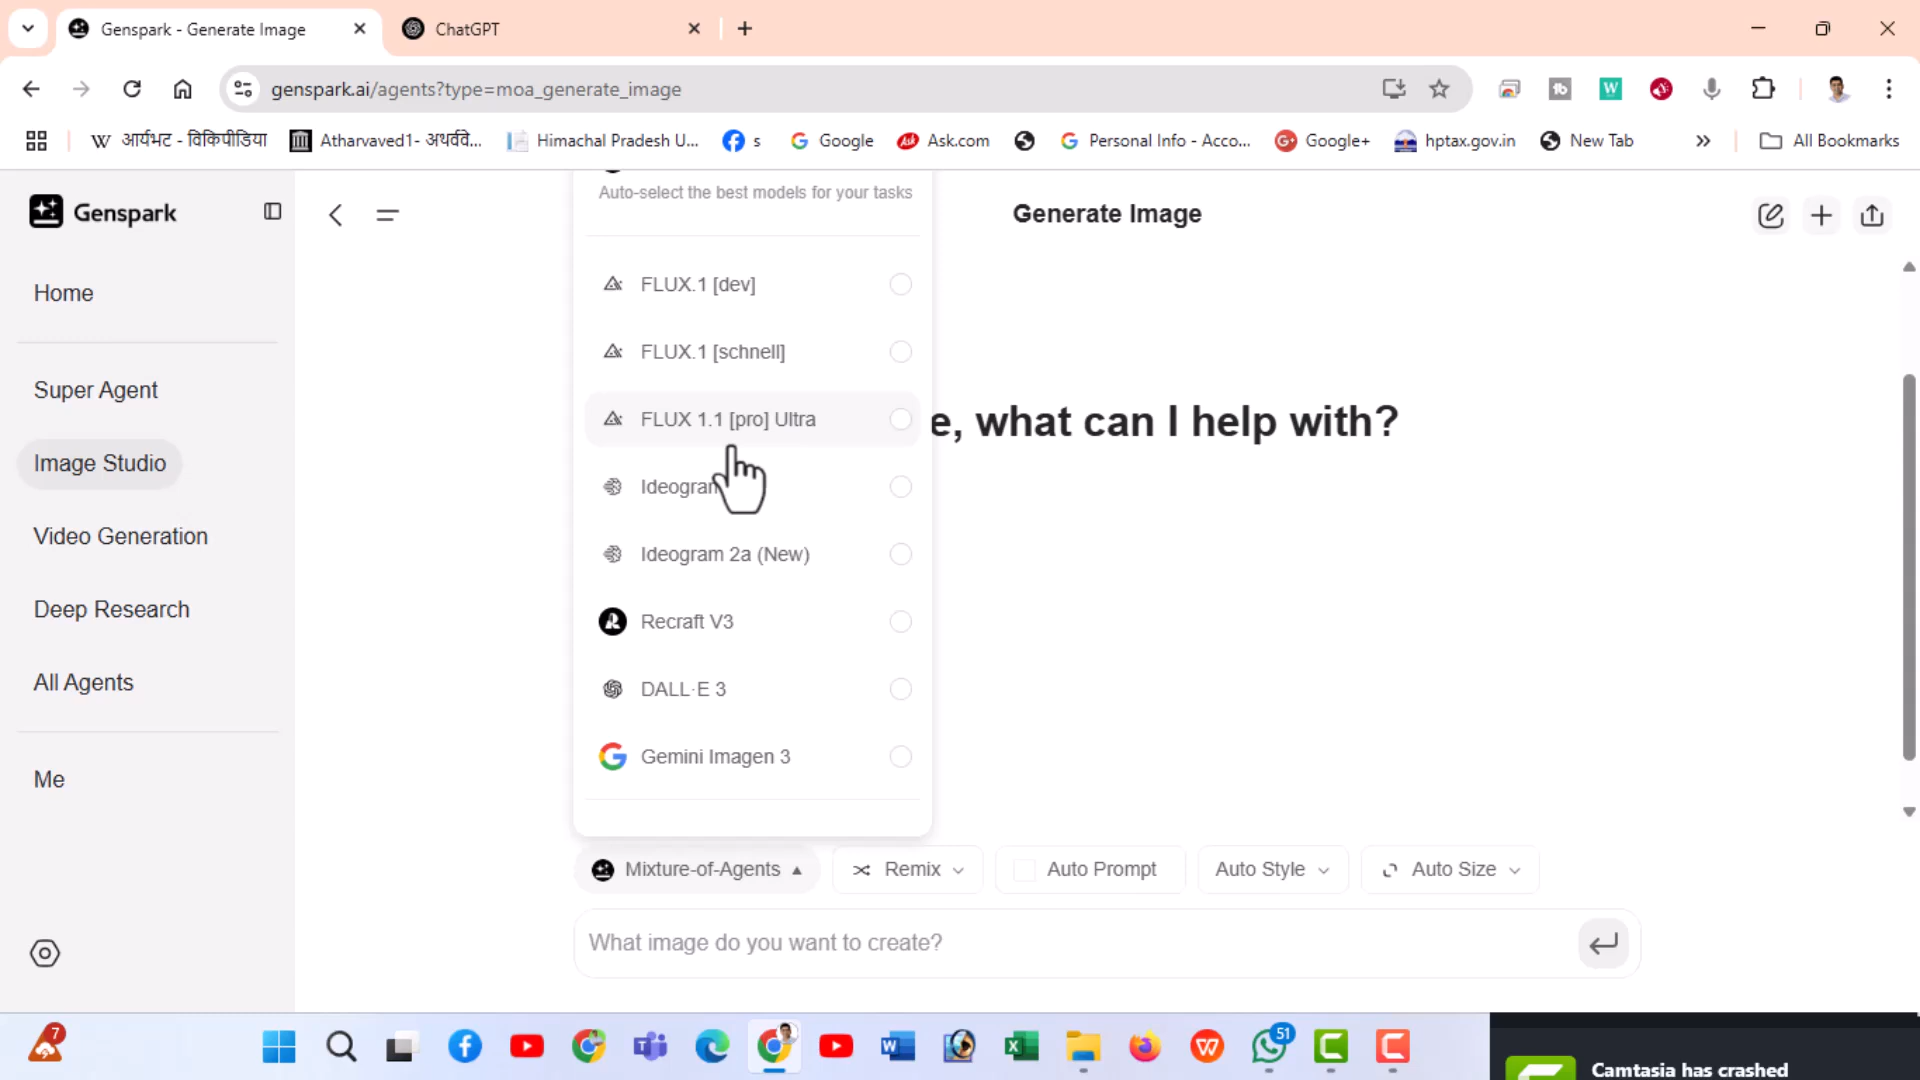 Genspark - Generate Image
ChatGPT
genspark.ai/agents?type=moa_generate_image
W आर्यभट - विकिपीडिया
Atharvaved1- अथर्ववे...
Himachal Pradesh U...
s
Google
Ask.com
Personal Info - Acco...
Google+
hptax.gov.in
New Tab
All Bookmarks
Genspark
Home
Super Agent
Image Studio
Video Generation
Deep Research
All Agents
Me
Generate Image
Auto-select the best models for your tasks
FLUX.1 [dev]
FLUX.1 [schnell]
FLUX 1.1 [pro] Ultra
Ideogram 2a (New)
Recraft V3
DALL·E 3
Gemini Imagen 3
e, what can I help with?
Mixture-of-Agents
Remix
Auto Prompt
Auto Style
Auto Size
What image do you want to create?
7
51
Camtasia has crashed